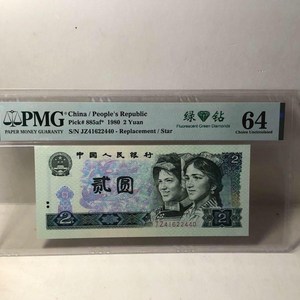 PMG
PAPER MONEY GUARANTY
China / People's Republic
Pick# 885af* 1980 2 Yuan
S/N JZ41622440 - Replacement / Star
绿 钻
Fluorescent Green Diamonds
64
Choice Uncirculated
中国人民银行
贰圆
2
2
JZ41622440